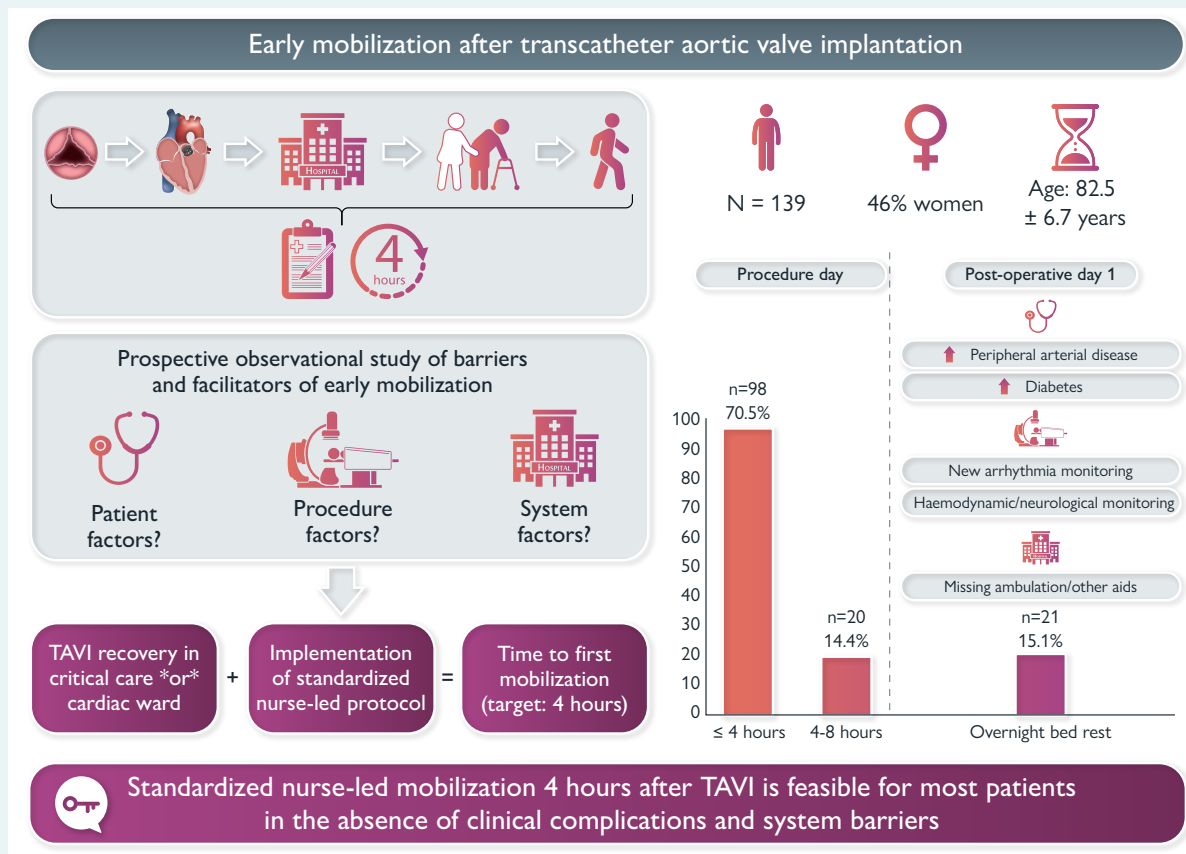 Early mobilization after transcatheter aortic valve implantation
HOSPITAL
4
hours
Prospective observational study of barriers
and facilitators of early mobilization
HOSPITAL
Patient
factors?
Procedure
factors?
System
factors?
TAVI recovery in
critical care *or*
cardiac ward
+
Implementation
of standardized
nurse-led protocol
=
Time to first
mobilization
(target: 4 hours)
N = 139
46% women
Age: 82.5
± 6.7 years
Procedure day
Post-operative day 1
Peripheral arterial disease
Diabetes
New arrhythmia monitoring
Haemodynamic/neurological monitoring
HOSPITAL
Missing ambulation/other aids
n=98
70.5%
n=20
14.4%
n=21
15.1%
100
90
80
70
60
50
40
30
20
10
0
≤ 4 hours
4-8 hours
Overnight bed rest
Standardized nurse-led mobilization 4 hours after TAVI is feasible for most patients
in the absence of clinical complications and system barriers